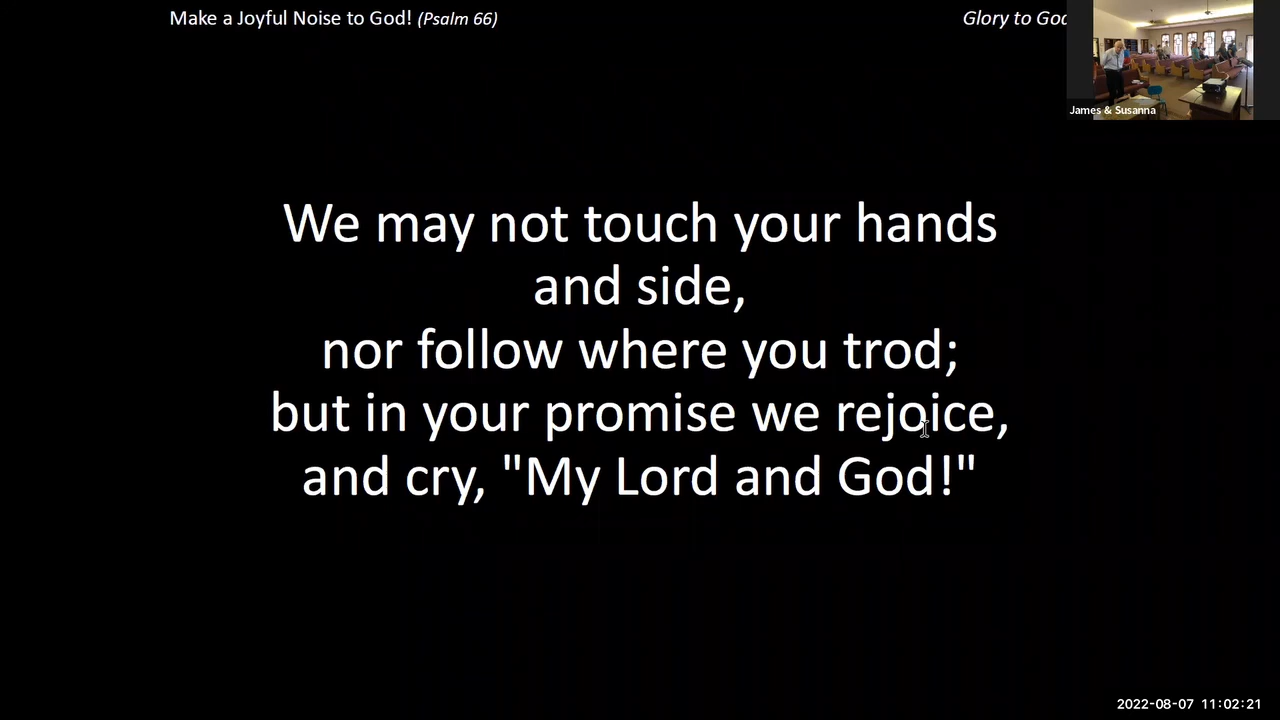 Make a Joyful Noise to God! (Psalm 66)
Glory to God
James & Susanna
We may not touch your hands
and side,
nor follow where you trod;
but in your promise we rejoice,
and cry, "My Lord and God!"
2022-08-07 11:02:21